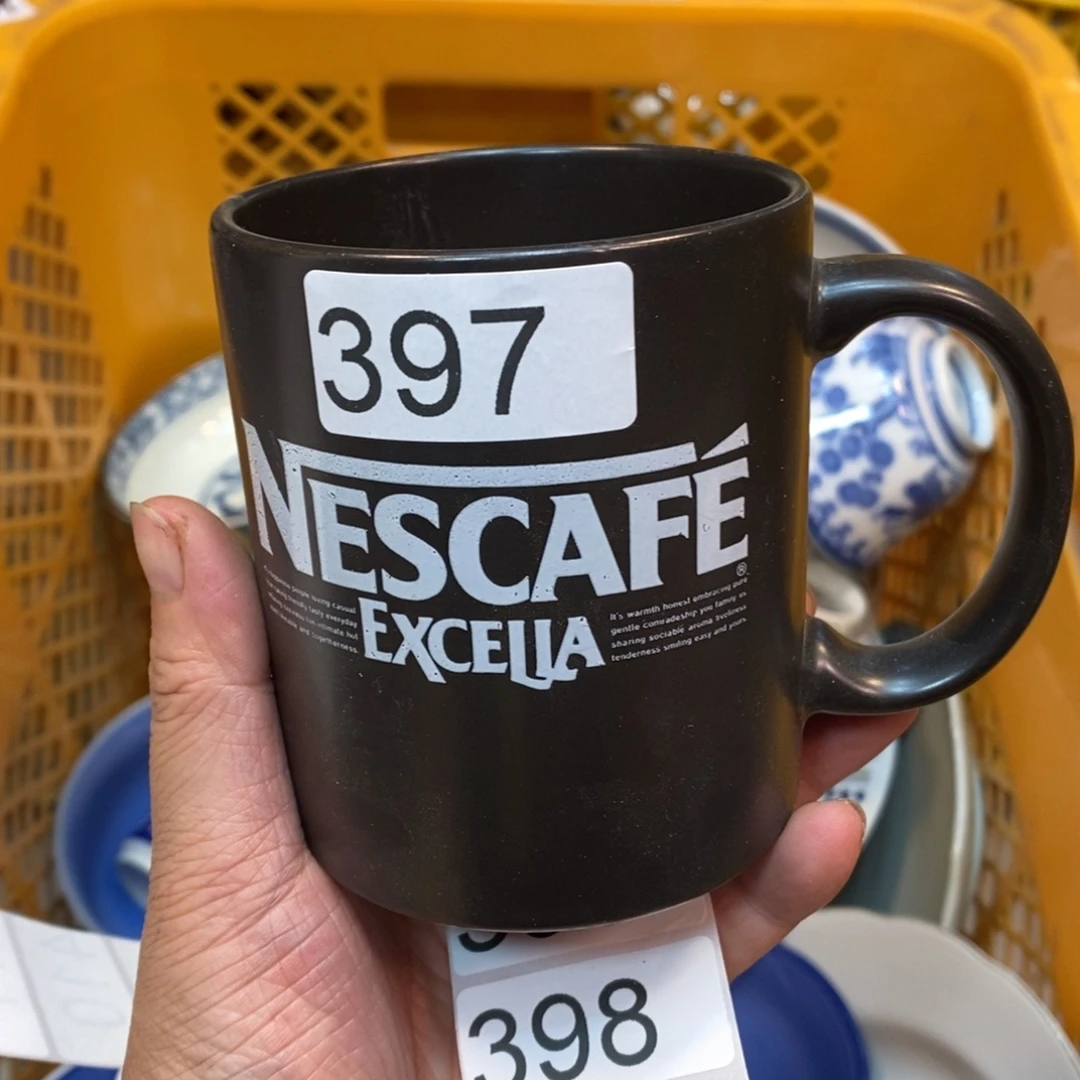 397
NESCAFÉ
®
EXCELLA
It's warmth honest embracing pure
gentle comradeship you family us
sharing sociable aroma liveliness
tenderness smiling easy and yours.
398